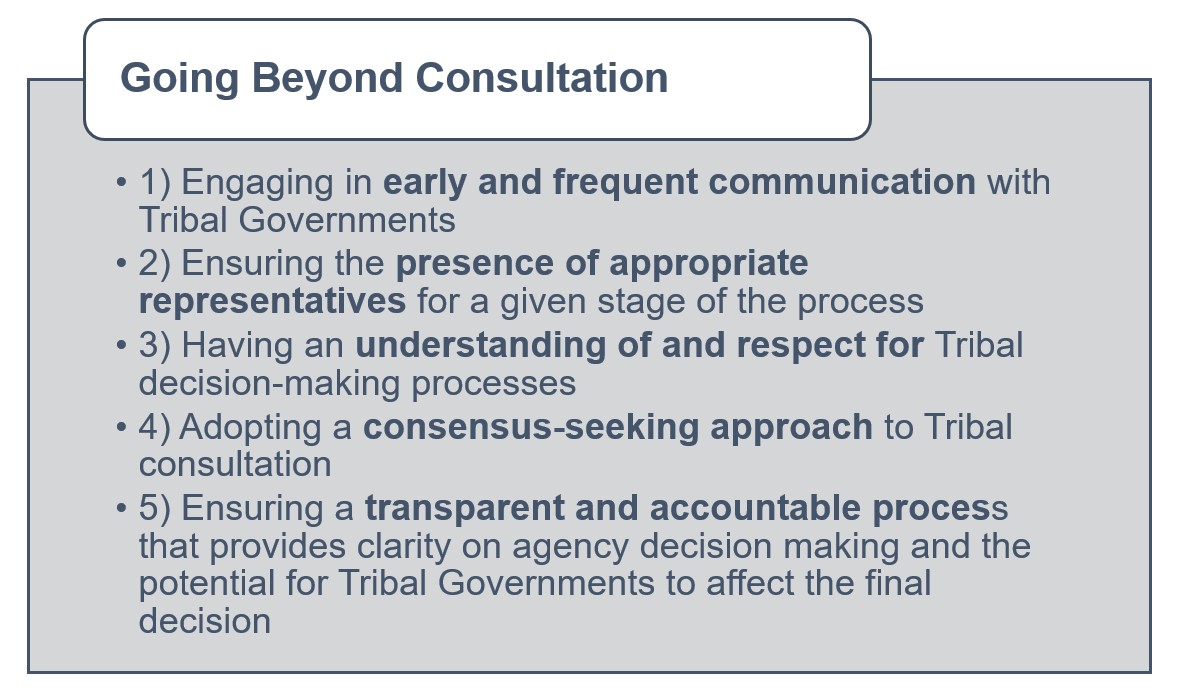 Going Beyond Consultation
• 1) Engaging in early and frequent communication with
Tribal Governments
• 2) Ensuring the presence of appropriate
representatives for a given stage of the process
• 3) Having an understanding of and respect for Tribal
decision-making processes
• 4) Adopting a consensus-seeking approach to Tribal
consultation
• 5) Ensuring a transparent and accountable process
that provides clarity on agency decision making and the
potential for Tribal Governments to affect the final
decision